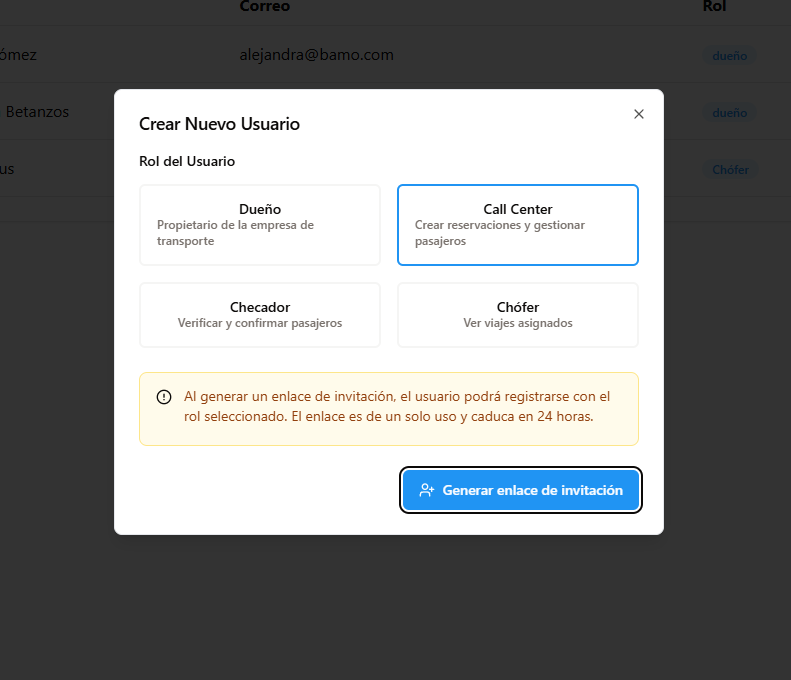 Correo Rol
ómez alejandra@bamo.com dueño
Betanzos dueño
us Chófer
Crear Nuevo Usuario
Rol del Usuario
Dueño
Propietario de la empresa de
transporte
Call Center
Crear reservaciones y gestionar
pasajeros
Checador
Verificar y confirmar pasajeros
Chófer
Ver viajes asignados
Al generar un enlace de invitación, el usuario podrá registrarse con el
rol seleccionado. El enlace es de un solo uso y caduca en 24 horas.
Generar enlace de invitación